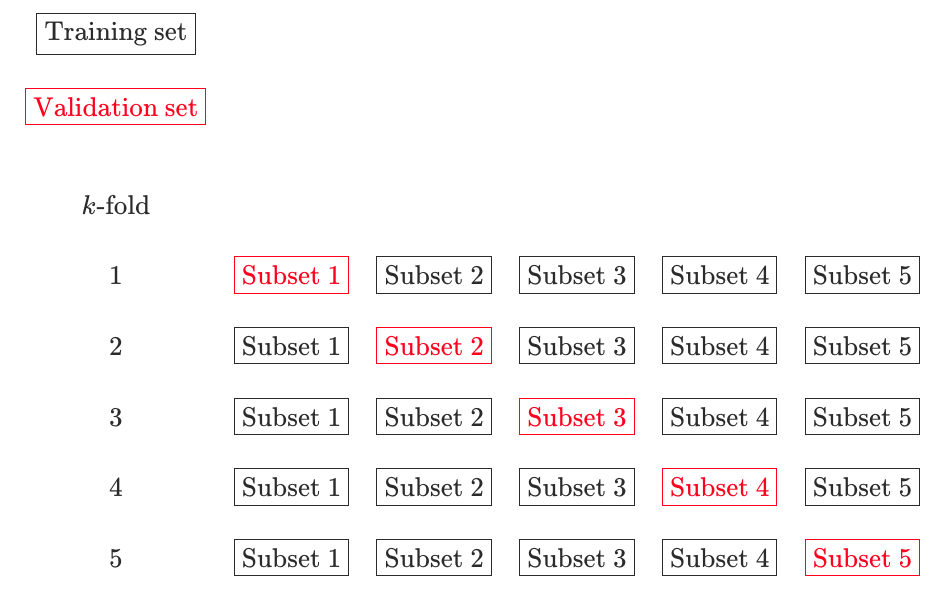 Training set
Validation set
k-fold
1 Subset 1 Subset 2 Subset 3 Subset 4 Subset 5
2 Subset 1 Subset 2 Subset 3 Subset 4 Subset 5
3 Subset 1 Subset 2 Subset 3 Subset 4 Subset 5
4 Subset 1 Subset 2 Subset 3 Subset 4 Subset 5
5 Subset 1 Subset 2 Subset 3 Subset 4 Subset 5